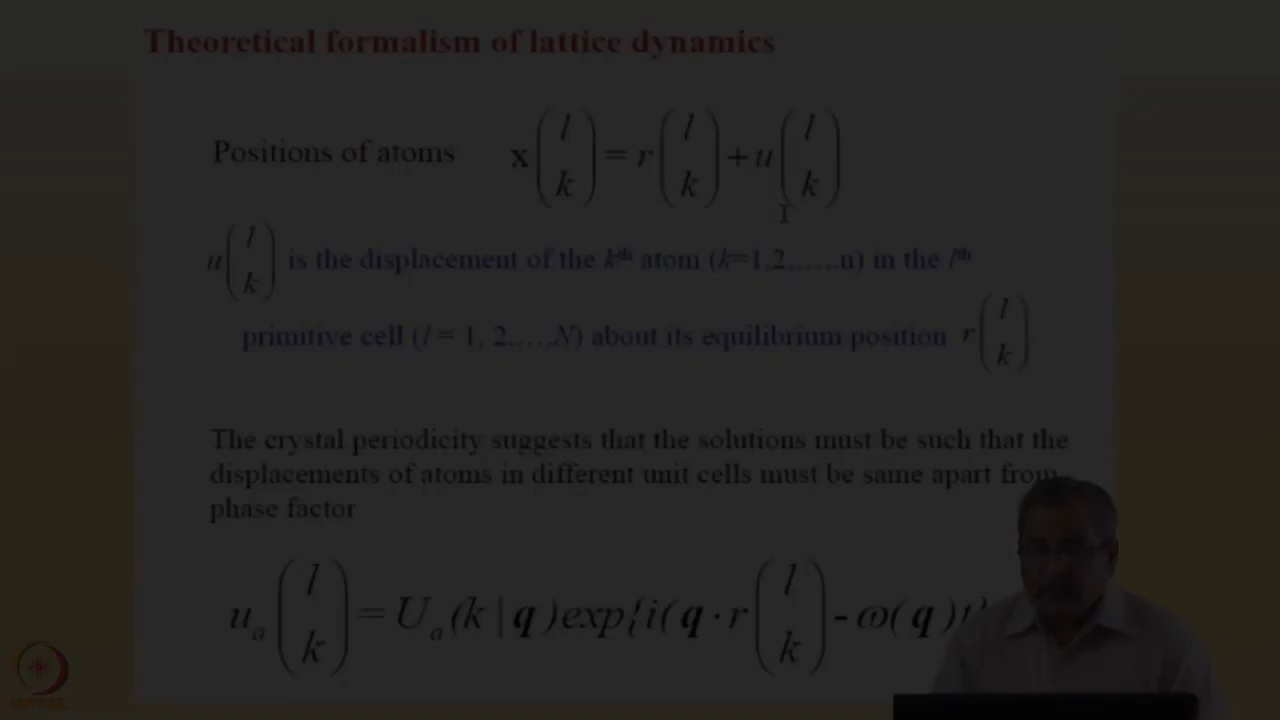 Theoretical formalism of lattice dynamics
Positions of atoms x(l k) = r(l k) + u(l k)
u(l k) is the displacement of the kth atom (k=1,2,.....n) in the lth
primitive cell (l = 1, 2.….N) about its equilibrium position r(l k)
The crystal periodicity suggests that the solutions must be such that the
displacements of atoms in different unit cells must be same apart from
phase factor
u_a(l k) = U_a(k | q)exp{i(q · r(l k) - ω(q)t)